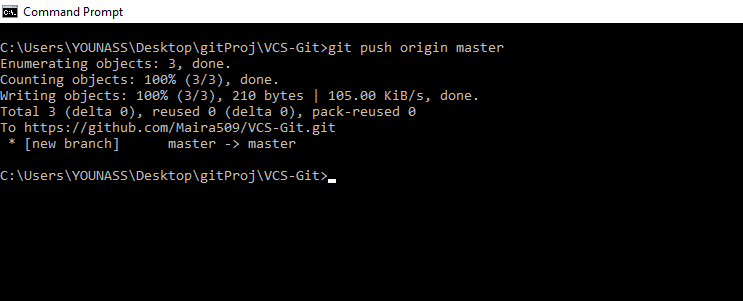 Command Prompt
C:\Users\YOUNASS\Desktop\gitProj\VCS-Git>git push origin master
Enumerating objects: 3, done.
Counting objects: 100% (3/3), done.
Writing objects: 100% (3/3), 210 bytes | 105.00 KiB/s, done.
Total 3 (delta 0), reused 0 (delta 0), pack-reused 0
To https://github.com/Maira509/VCS-Git.git
 * [new branch]      master -> master
C:\Users\YOUNASS\Desktop\gitProj\VCS-Git>